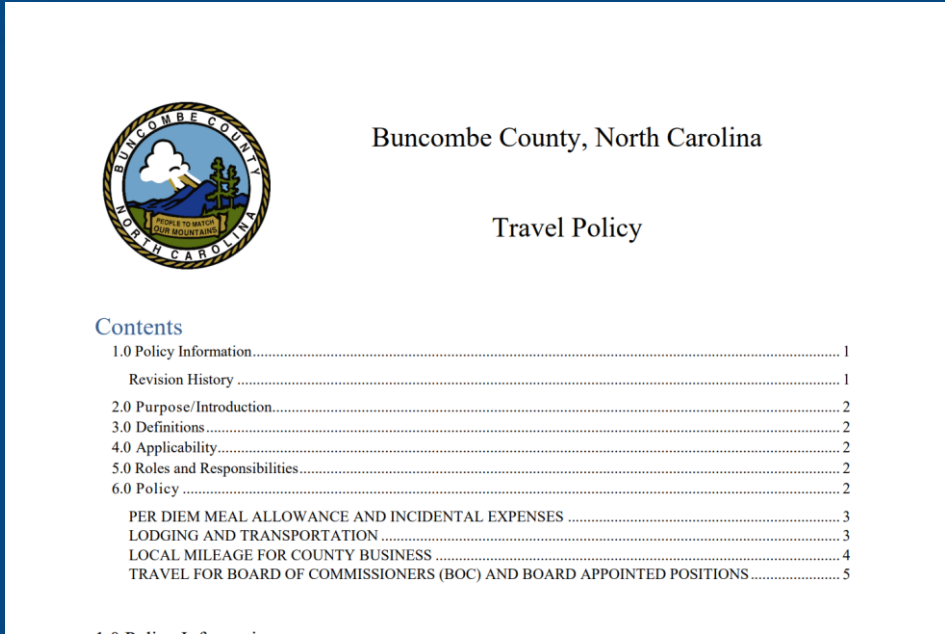 BUNCOMBE COUNTY
NORTH CAROLINA
PEOPLE TO MATCH
OUR MOUNTAINS
Buncombe County, North Carolina
Travel Policy
Contents
1.0 Policy Information 1
Revision History 1
2.0 Purpose/Introduction 2
3.0 Definitions 2
4.0 Applicability 2
5.0 Roles and Responsibilities 2
6.0 Policy 2
PER DIEM MEAL ALLOWANCE AND INCIDENTAL EXPENSES 3
LODGING AND TRANSPORTATION 3
LOCAL MILEAGE FOR COUNTY BUSINESS 4
TRAVEL FOR BOARD OF COMMISSIONERS (BOC) AND BOARD APPOINTED POSITIONS 5